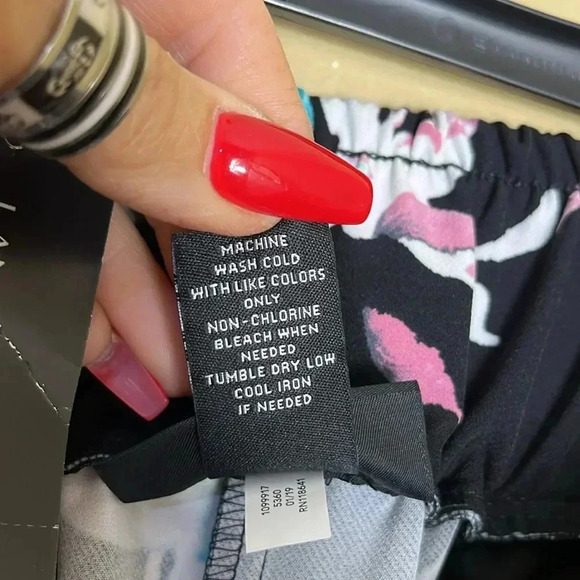 MACHINE
WASH COLD
WITH LIKE COLORS
ONLY
NON-CHLORINE
BLEACH WHEN
NEEDED
TUMBLE DRY LOW
COOL IRON
IF NEEDED
1099917
5360
01/19
RN118641